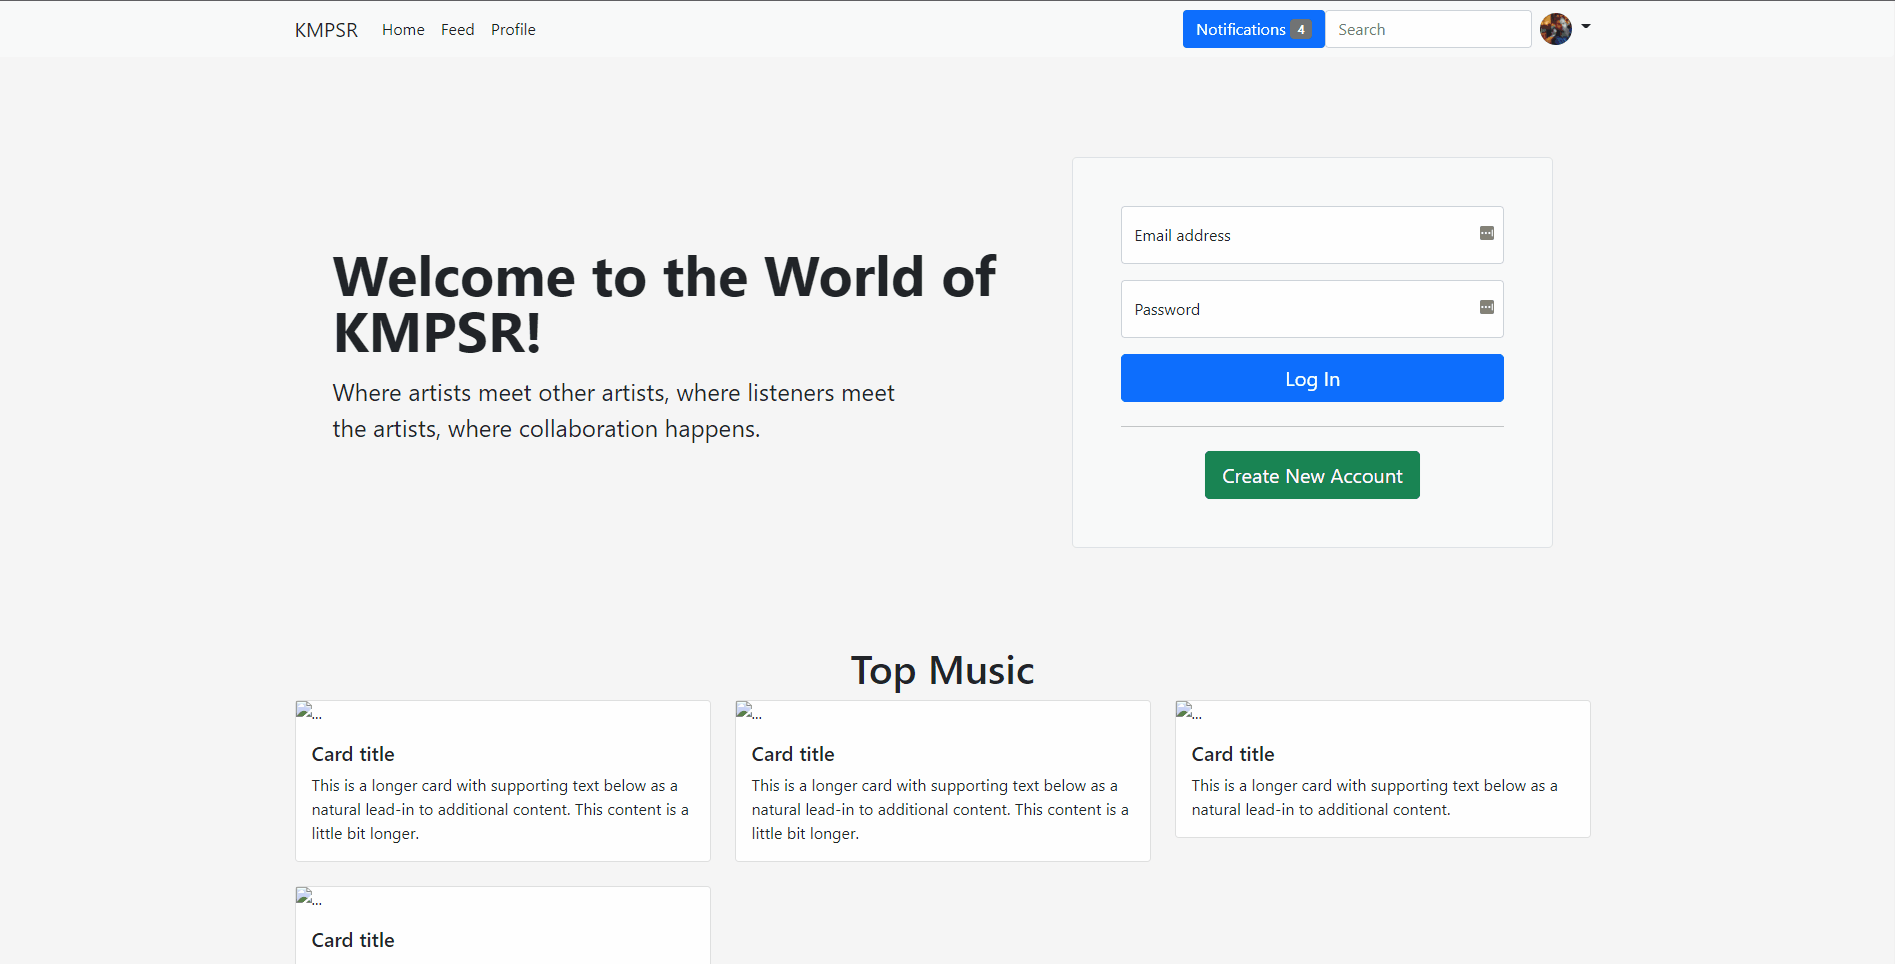 KMPSR Home Feed Profile Notifications 4 Search
Welcome to the World of
KMPSR!
Where artists meet other artists, where listeners meet
the artists, where collaboration happens.
Email address
Password
Log In
Create New Account
Top Music
...
Card title
This is a longer card with supporting text below as a
natural lead-in to additional content. This content is a
little bit longer.
...
Card title
This is a longer card with supporting text below as a
natural lead-in to additional content. This content is a
little bit longer.
...
Card title
This is a longer card with supporting text below as a
natural lead-in to additional content.
...
Card title